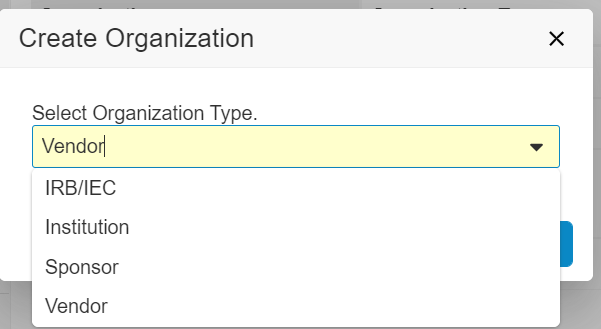 Create Organization
Select Organization Type.
Vendor
IRB/IEC
Institution
Sponsor
Vendor